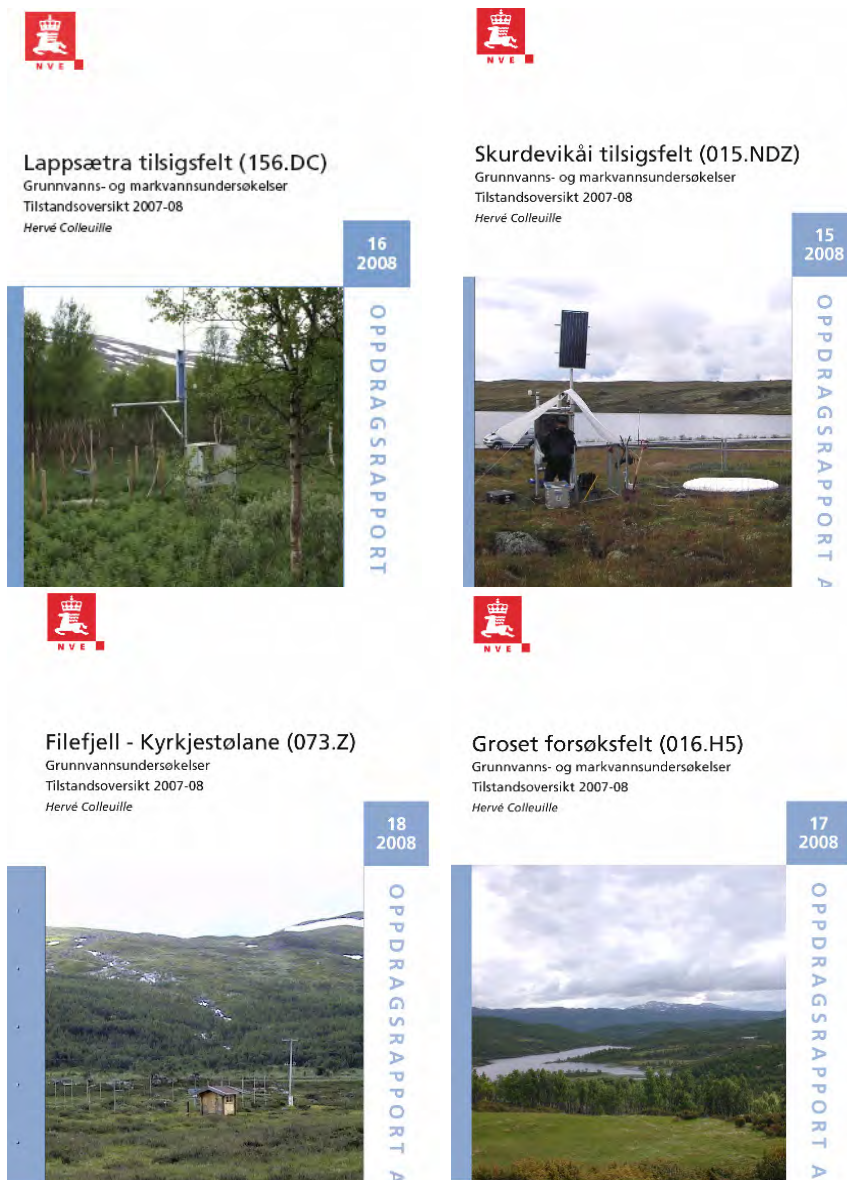 NVE
Lappsætra tilsigsfelt (156.DC)
Grunnvanns- og markvannsundersøkelser
Tilstandsoversikt 2007-08
Hervé Colleuille
16
2008
OPPDRAGSRAPPORT
NVE
Skurdevikåi tilsigsfelt (015.NDZ)
Grunnvanns- og markvannsundersøkelser
Tilstandsoversikt 2007-08
Hervé Colleuille
15
2008
OPPDRAGSRAPPORT A
NVE
Filefjell - Kyrkjestølane (073.Z)
Grunnvannsundersøkelser
Tilstandsoversikt 2007-08
Hervé Colleuille
18
2008
OPPDRAGSRAPPORT A
NVE
Groset forsøksfelt (016.H5)
Grunnvanns- og markvannsundersøkelser
Tilstandsoversikt 2007-08
Hervé Colleuille
17
2008
OPPDRAGSRAPPORT A